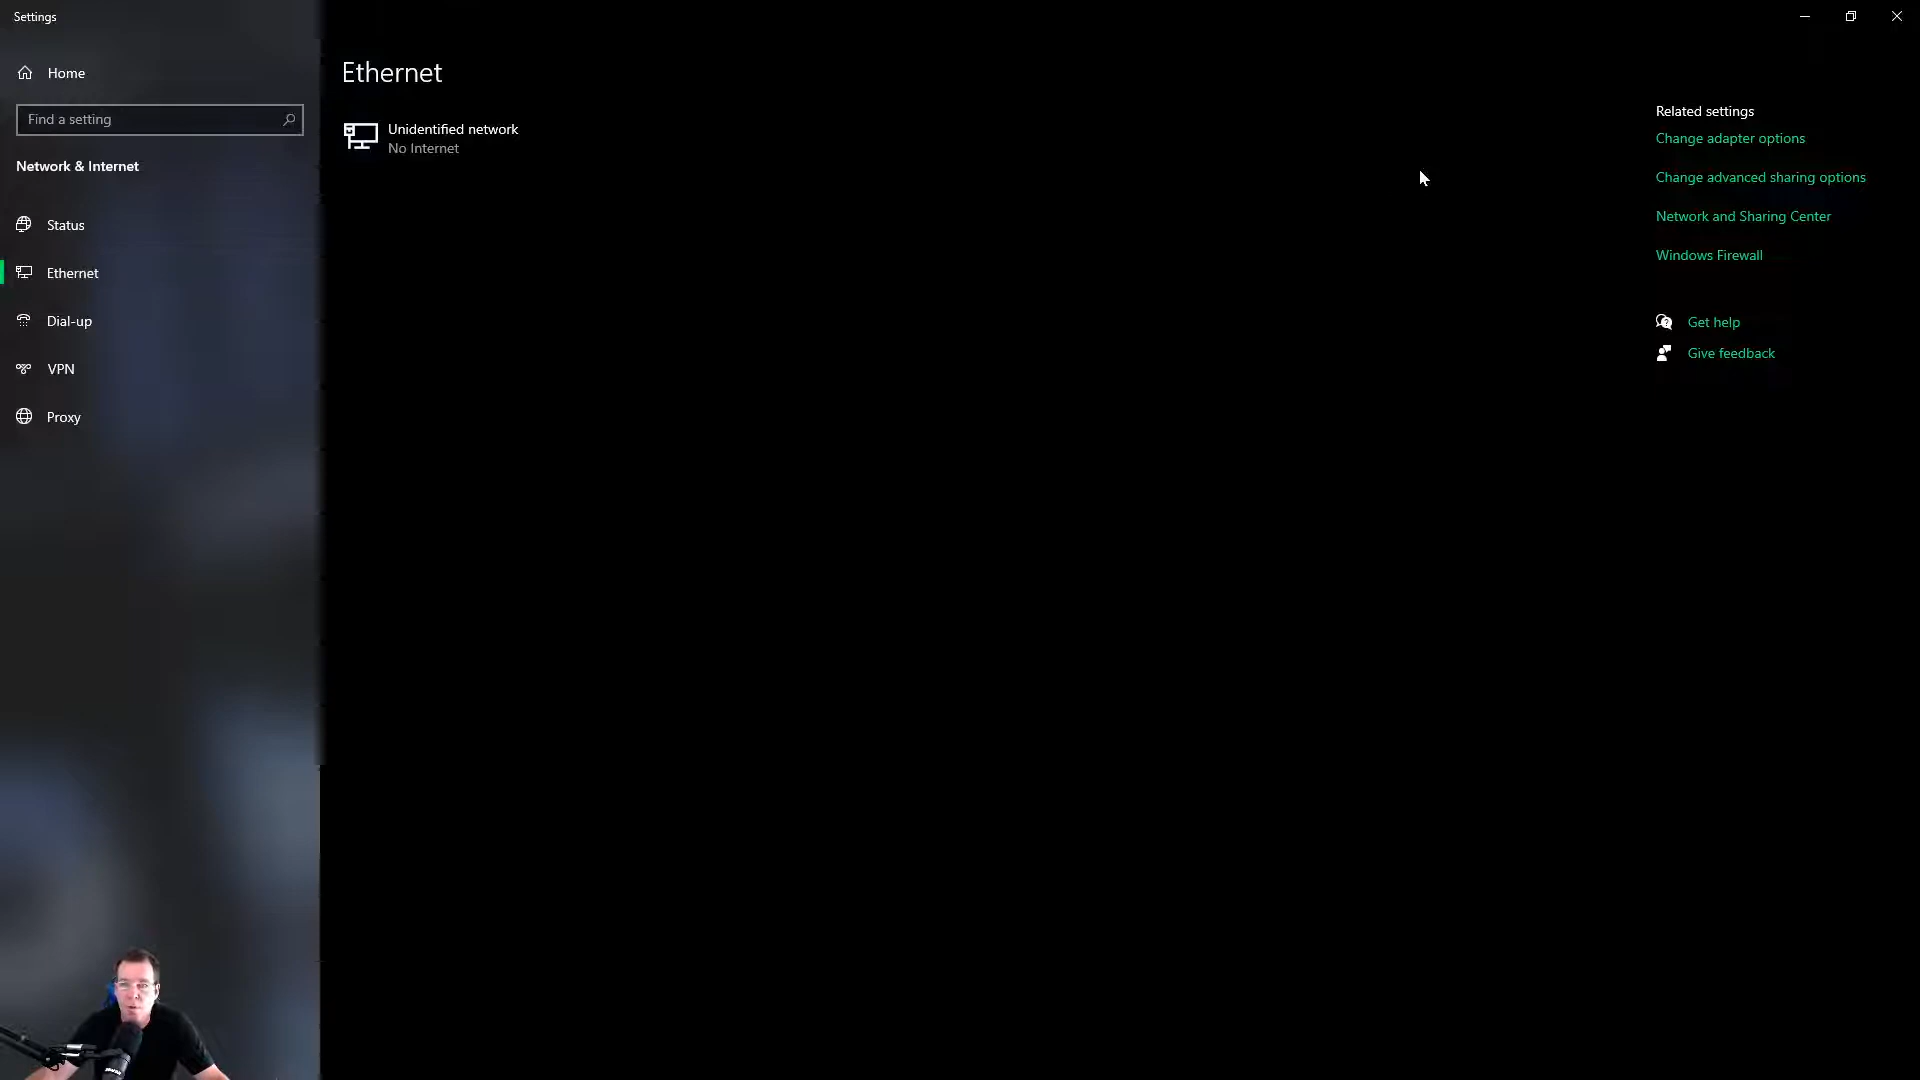 Settings
Home
Find a setting
Network & Internet
Status
Ethernet
Dial-up
VPN
Proxy
Ethernet
Unidentified network
No Internet
Related settings
Change adapter options
Change advanced sharing options
Network and Sharing Center
Windows Firewall
Get help
Give feedback